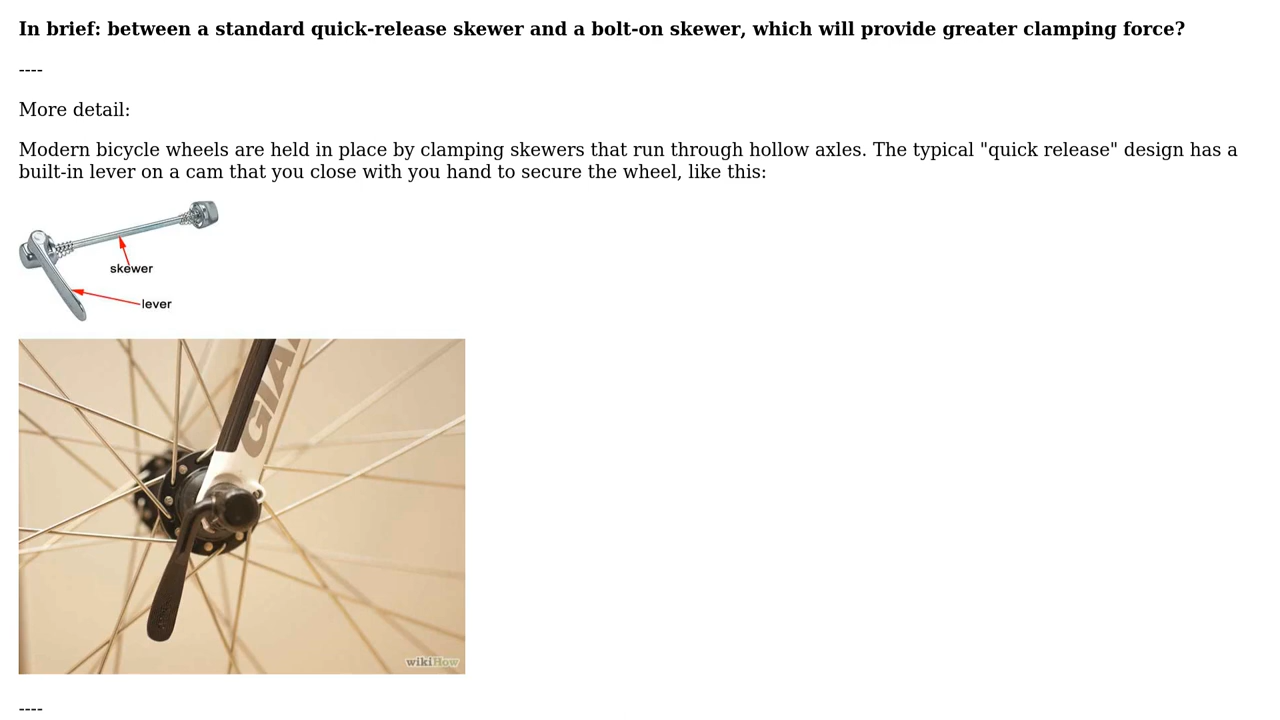 In brief: between a standard quick-release skewer and a bolt-on skewer, which will provide greater clamping force?
----
More detail:
Modern bicycle wheels are held in place by clamping skewers that run through hollow axles. The typical "quick release" design has a
built-in lever on a cam that you close with you hand to secure the wheel, like this:
skewer
lever
GIA
wikiHow
----